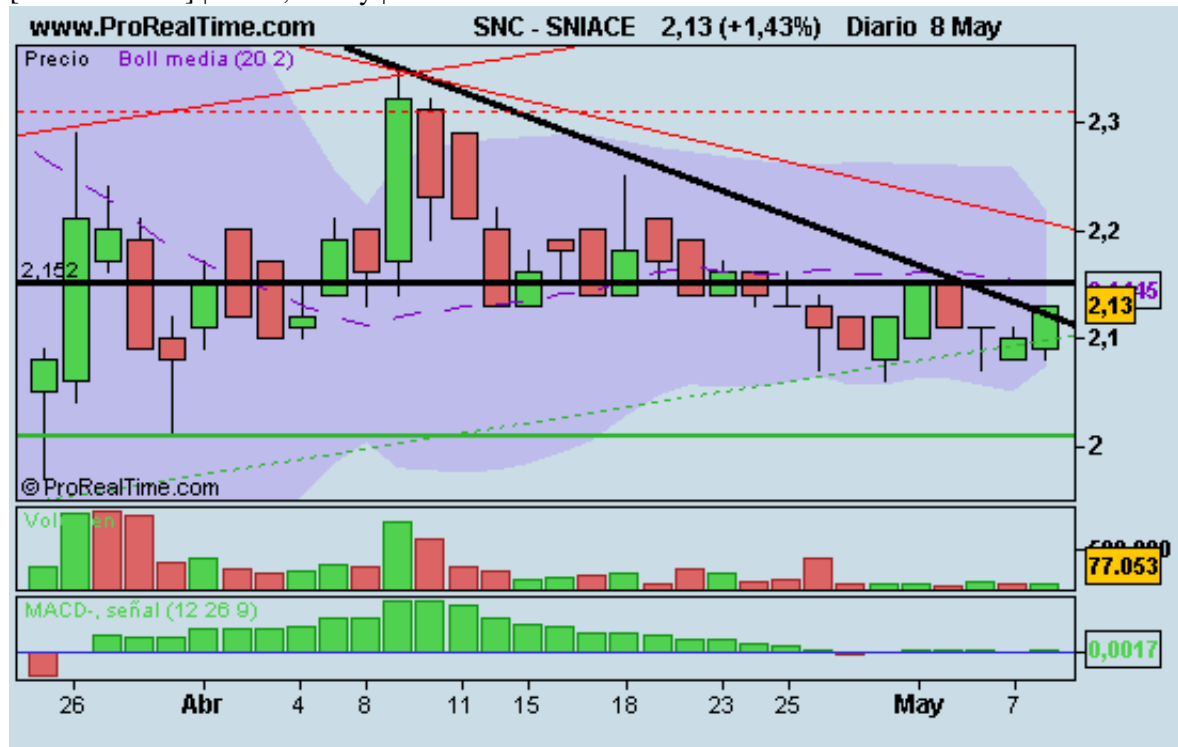 www.ProRealTime.com SNC - SNIACE 2,13 (+1,43%) Diario 8 May
Precio Boll media (20 2)
2,3
2,2
2,152
2,13
2,1
2
©ProRealTime.com
77.053
MACD-, señal (12 26 9)
0,0017
26 Abr 4 8 11 15 18 23 25 May 7